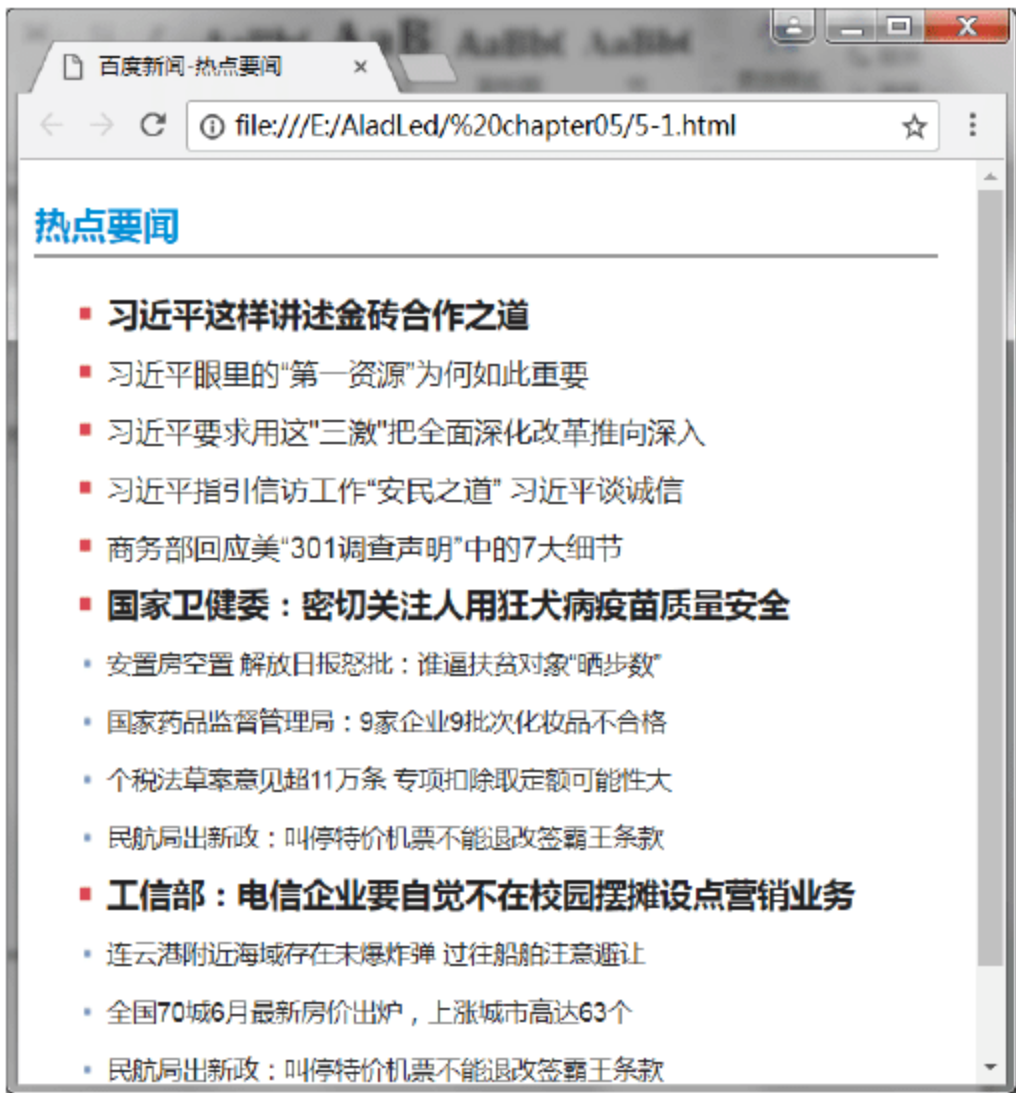 百度新闻-热点要闻
file:///E:/AladLed/%20chapter05/5-1.html
热点要闻
习近平这样讲述金砖合作之道
习近平眼里的“第一资源”为何如此重要
习近平要求用这"三激"把全面深化改革推向深入
习近平指引信访工作“安民之道” 习近平谈诚信
商务部回应美“301调查声明”中的7大细节
国家卫健委：密切关注人用狂犬病疫苗质量安全
安置房空置 解放日报怒批：谁逼扶贫对象“晒步数”
国家药品监督管理局：9家企业9批次化妆品不合格
个税法草案意见超11万条 专项扣除取定额可能性大
民航局出新政：叫停特价机票不能退改签霸王条款
工信部：电信企业要自觉不在校园摆摊设点营销业务
连云港附近海域存在未爆炸弹 过往船舶注意避让
全国70城6月最新房价出炉，上涨城市高达63个
民航局出新政：叫停特价机票不能退改签霸王条款